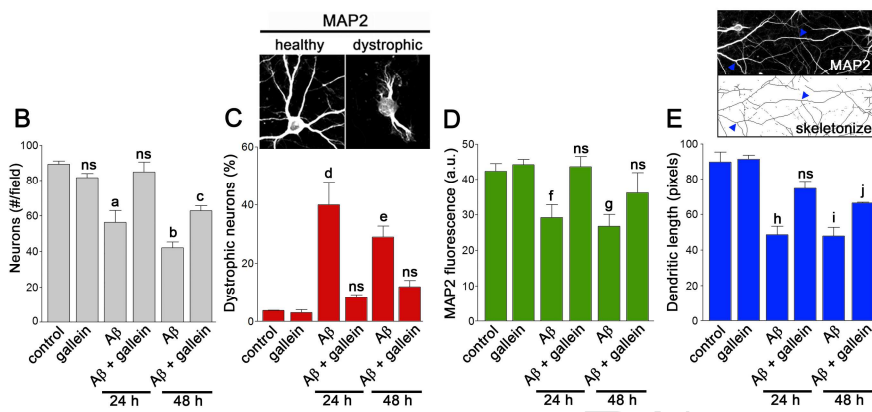 MAP2
healthy dystrophic
MAP2
skeletonize
B
Neurons (#/field)
100
80
60
40
20
0
ns
a
ns
b
c
control
gallein
Aβ
Aβ + gallein
Aβ
Aβ + gallein
24 h
48 h
C
Dystrophic neurons (%)
60
40
20
0
d
ns
e
ns
control
gallein
Aβ
Aβ + gallein
Aβ
Aβ + gallein
24 h
48 h
D
MAP2 fluorescence (a.u.)
50
40
30
20
10
0
f
ns
g
ns
control
gallein
Aβ
Aβ + gallein
Aβ
Aβ + gallein
24 h
48 h
E
Dendritic length (pixels)
100
80
60
40
20
0
h
ns
i
j
control
gallein
Aβ
Aβ + gallein
Aβ
Aβ + gallein
24 h
48 h